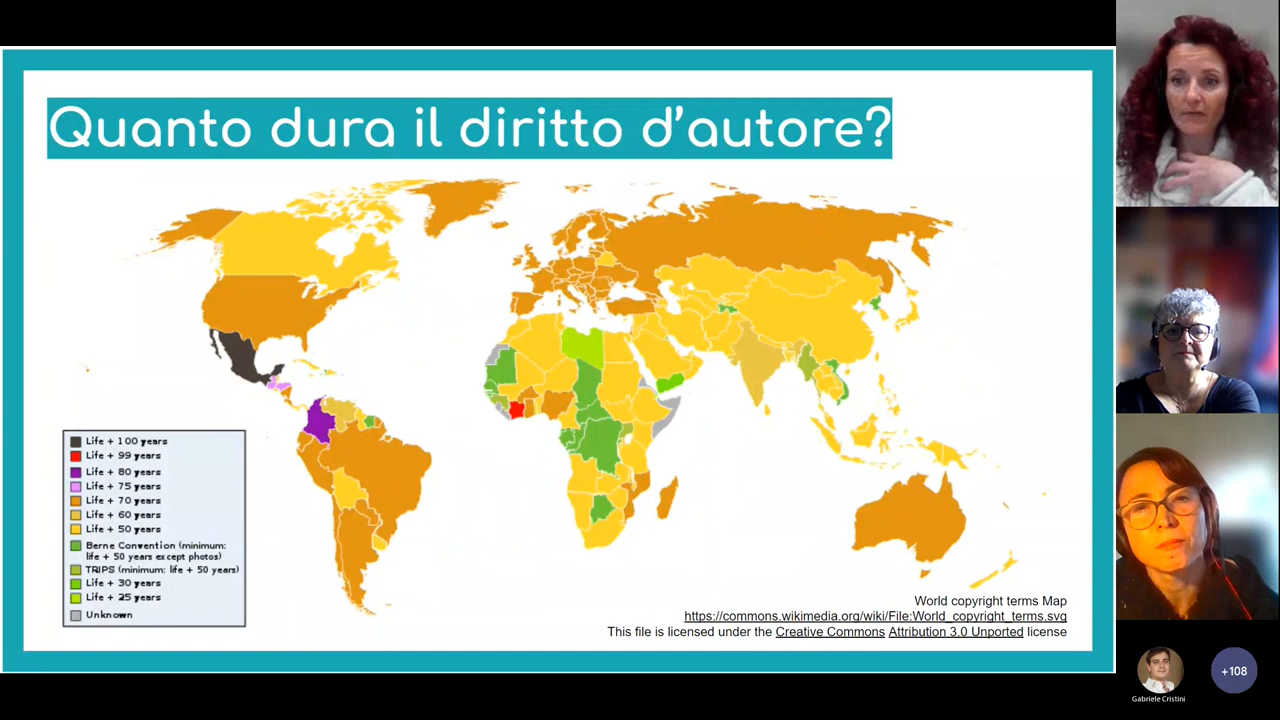 Quanto dura il diritto d'autore?
Life + 100 years
Life + 99 years
Life + 80 years
Life + 75 years
Life + 70 years
Life + 60 years
Life + 50 years
Berne Convention (minimum:
life + 50 years except photos)
TRIPS (minimum: life + 50 years)
Life + 30 years
Life + 25 years
Unknown
World copyright terms Map
https://commons.wikimedia.org/wiki/File:World_copyright_terms.svg
This file is licensed under the Creative Commons Attribution 3.0 Unported license
+108
Gabriele Cristini